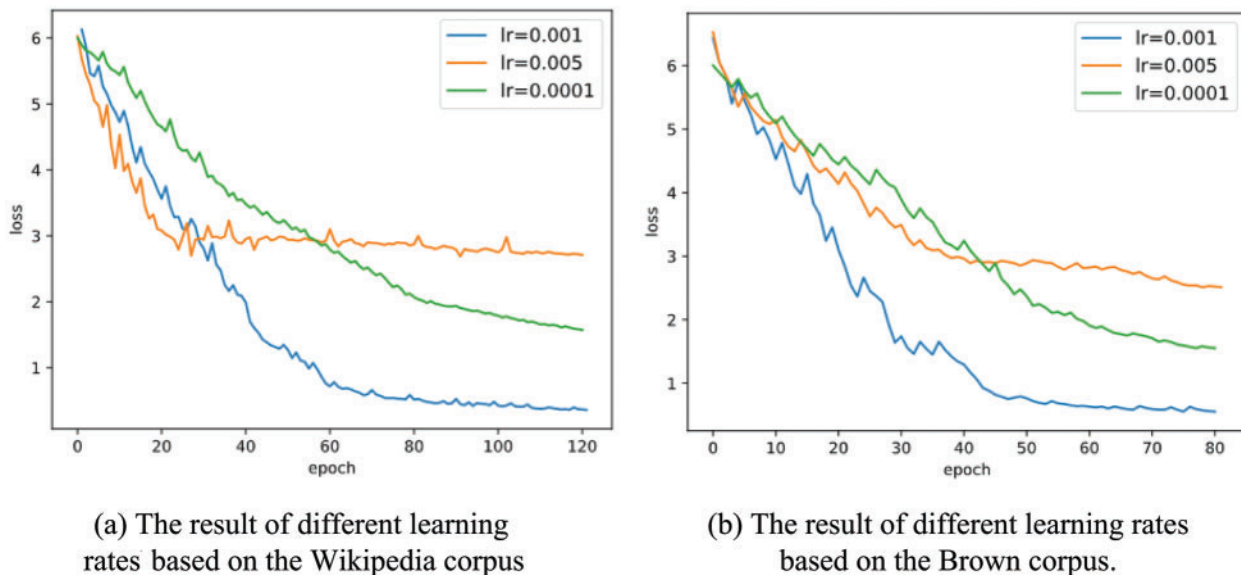 6
5
4
3
2
1
loss
0
20
40
60
80
100
120
epoch
lr=0.001
lr=0.005
lr=0.0001
(a) The result of different learning
rates based on the Wikipedia corpus
6
5
4
3
2
1
loss
0
10
20
30
40
50
60
70
80
epoch
lr=0.001
lr=0.005
lr=0.0001
(b) The result of different learning rates
based on the Brown corpus.